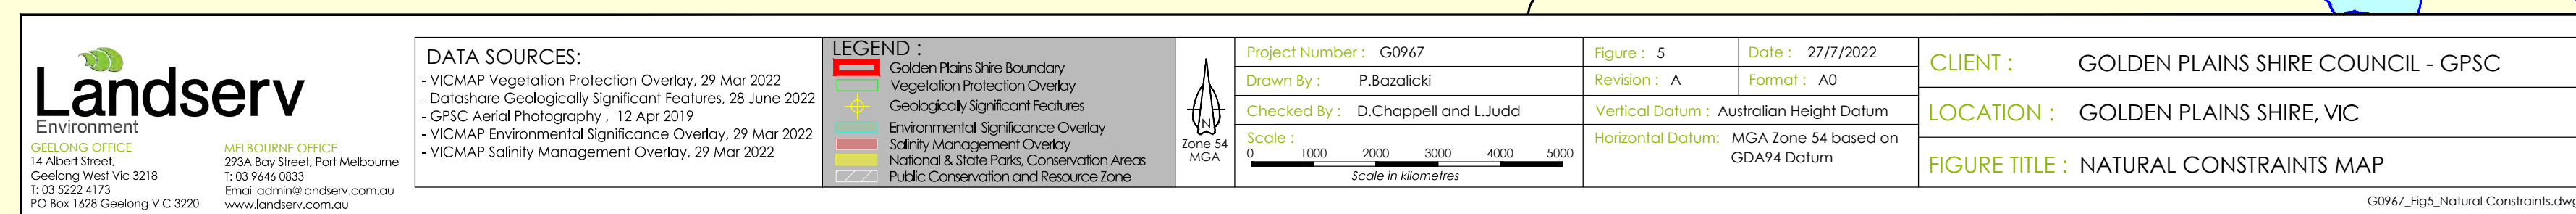 Landserv
Environment
GEELONG OFFICE
14 Albert Street,
Geelong West Vic 3218
T: 03 5222 4173
PO Box 1628 Geelong VIC 3220
MELBOURNE OFFICE
293A Bay Street, Port Melbourne
T: 03 9646 0833
Email admin@landserv.com.au
www.landserv.com.au
DATA SOURCES:
- VICMAP Vegetation Protection Overlay, 29 Mar 2022
- Datashare Geologically Significant Features, 28 June 2022
- GPSC Aerial Photography , 12 Apr 2019
- VICMAP Environmental Significance Overlay, 29 Mar 2022
- VICMAP Salinity Management Overlay, 29 Mar 2022
LEGEND :
Golden Plains Shire Boundary
Vegetation Protection Overlay
Geologically Significant Features
Environmental Significance Overlay
Salinity Management Overlay
National & State Parks, Conservation Areas
Public Conservation and Resource Zone
N
Zone 54
MGA
Project Number : G0967
Drawn By : P.Bazalicki
Checked By : D.Chappell and L.Judd
Scale :
0 1000 2000 3000 4000 5000
Scale in kilometres
Figure : 5
Date : 27/7/2022
Revision : A
Format : A0
Vertical Datum : Australian Height Datum
Horizontal Datum: MGA Zone 54 based on
GDA94 Datum
CLIENT : GOLDEN PLAINS SHIRE COUNCIL - GPSC
LOCATION : GOLDEN PLAINS SHIRE, VIC
FIGURE TITLE : NATURAL CONSTRAINTS MAP
G0967_Fig5_Natural Constraints.dwg